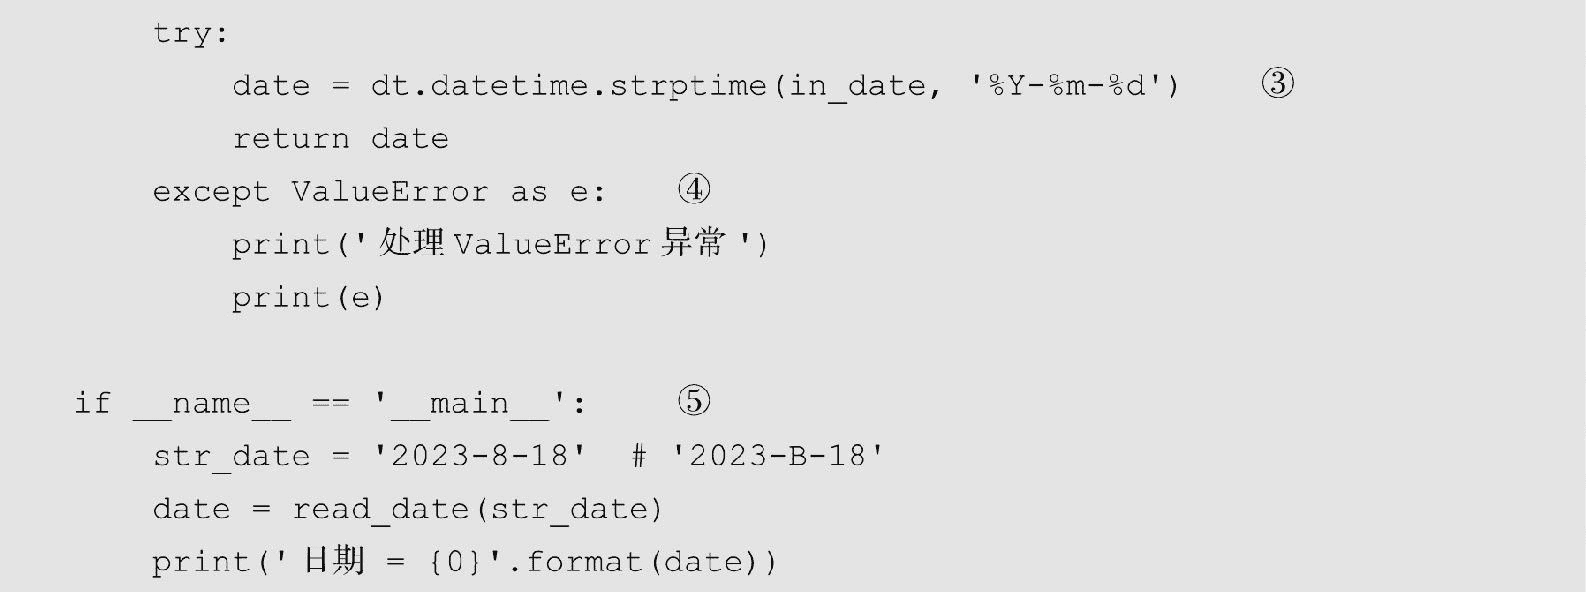 try:
date = dt.datetime.strptime(in_date, '%Y-%m-%d') ③
return date
except ValueError as e: ④
print('处理ValueError异常')
print(e)
if __name__ == '__main__': ⑤
str_date = '2023-8-18' # '2023-B-18'
date = read_date(str_date)
print('日期 = {0}'.format(date))